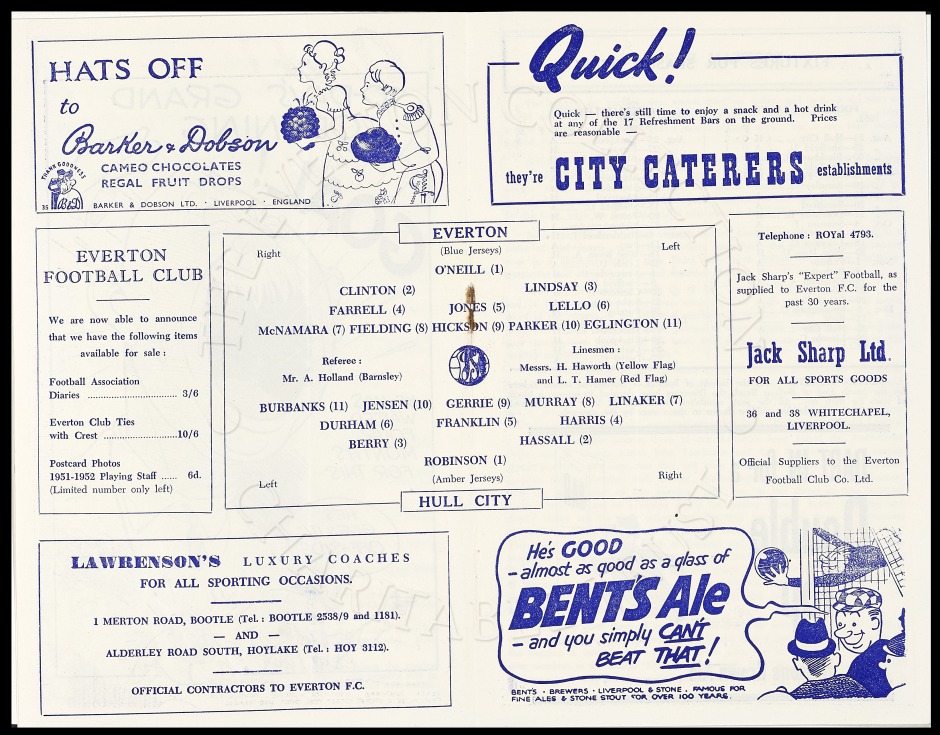 HATS OFF
to
Barker & Dobson
CAMEO CHOCOLATES
REGAL FRUIT DROPS
THANK GOODNESS
B&D
35
BARKER & DOBSON LTD. · LIVERPOOL · ENGLAND
Quick!
Quick — there's still time to enjoy a snack and a hot drink
at any of the 17 Refreshment Bars on the ground. Prices
are reasonable —
they're CITY CATERERS establishments
EVERTON
FOOTBALL CLUB
We are now able to announce
that we have the following items
available for sale :
Football Association
Diaries ........................ 3/6
Everton Club Ties
with Crest ........................10/6
Postcard Photos
1951-1952 Playing Staff ...... 6d.
(Limited number only left)
EVERTON
Right (Blue Jerseys) Left
O'NEILL (1)
CLINTON (2) LINDSAY (3)
FARRELL (4) JONES (5) LELLO (6)
McNAMARA (7) FIELDING (8) HICKSON (9) PARKER (10) EGLINGTON (11)
Referee :
Mr. A. Holland (Barnsley)
Linesmen :
Messrs. H. Haworth (Yellow Flag)
and L. T. Hamer (Red Flag)
BURBANKS (11) JENSEN (10) GERRIE (9) MURRAY (8) LINAKER (7)
DURHAM (6) FRANKLIN (5) HARRIS (4)
BERRY (3) HASSALL (2)
ROBINSON (1)
Left (Amber Jerseys) Right
HULL CITY
Telephone : ROYal 4793.
Jack Sharp's "Expert" Football, as
supplied to Everton F.C. for the
past 30 years.
Jack Sharp Ltd.
FOR ALL SPORTS GOODS
36 and 38 WHITECHAPEL,
LIVERPOOL.
Official Suppliers to the Everton
Football Club Co. Ltd.
LAWRENSON'S LUXURY COACHES
FOR ALL SPORTING OCCASIONS.
1 MERTON ROAD, BOOTLE (Tel. : BOOTLE 2538/9 and 1181).
— AND —
ALDERLEY ROAD SOUTH, HOYLAKE (Tel. : HOY 3112).
OFFICIAL CONTRACTORS TO EVERTON F.C.
He's GOOD
– almost as good as a glass of
BENT'S Ale
– and you simply CAN'T
BEAT THAT!
BENT'S · BREWERS · LIVERPOOL & STONE. FAMOUS FOR
FINE ALES & STONE STOUT FOR OVER 100 YEARS.